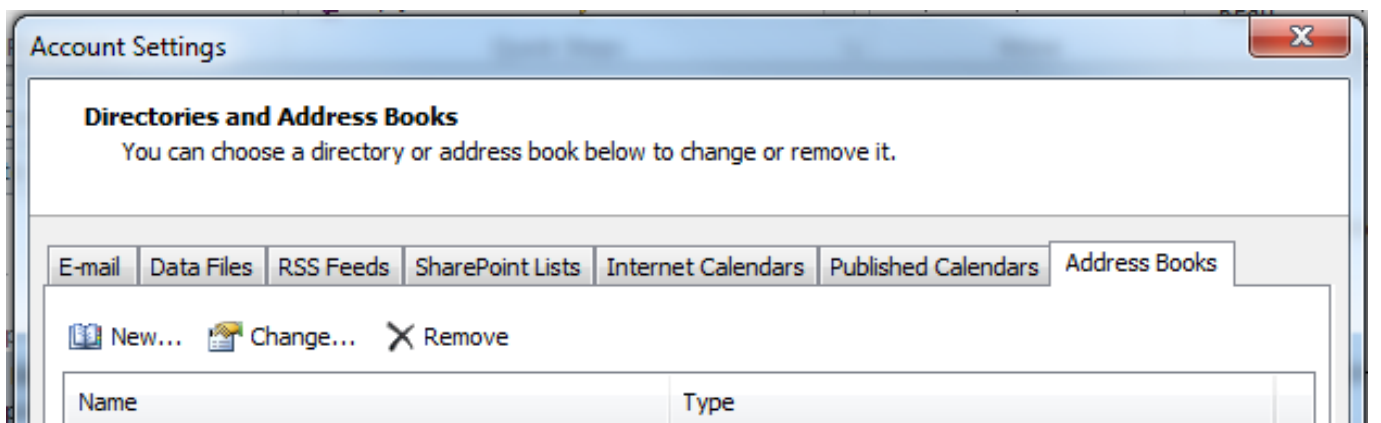 Account Settings
Directories and Address Books
You can choose a directory or address book below to change or remove it.
E-mail Data Files RSS Feeds SharePoint Lists Internet Calendars Published Calendars Address Books
New... Change... Remove
Name Type